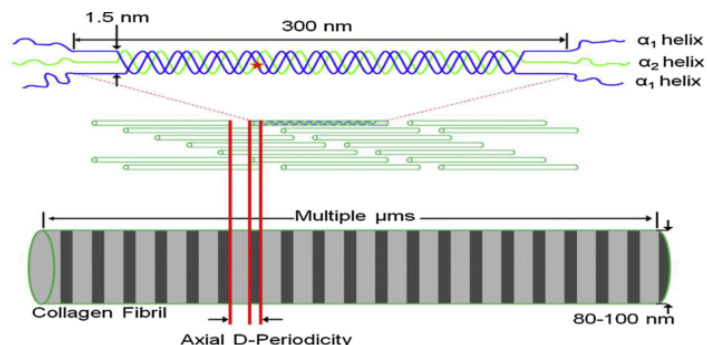 1.5 nm
300 nm
α1 helix
α2 helix
α1 helix
Multiple µms
Collagen Fibril
80-100 nm
Axial D-Periodicity